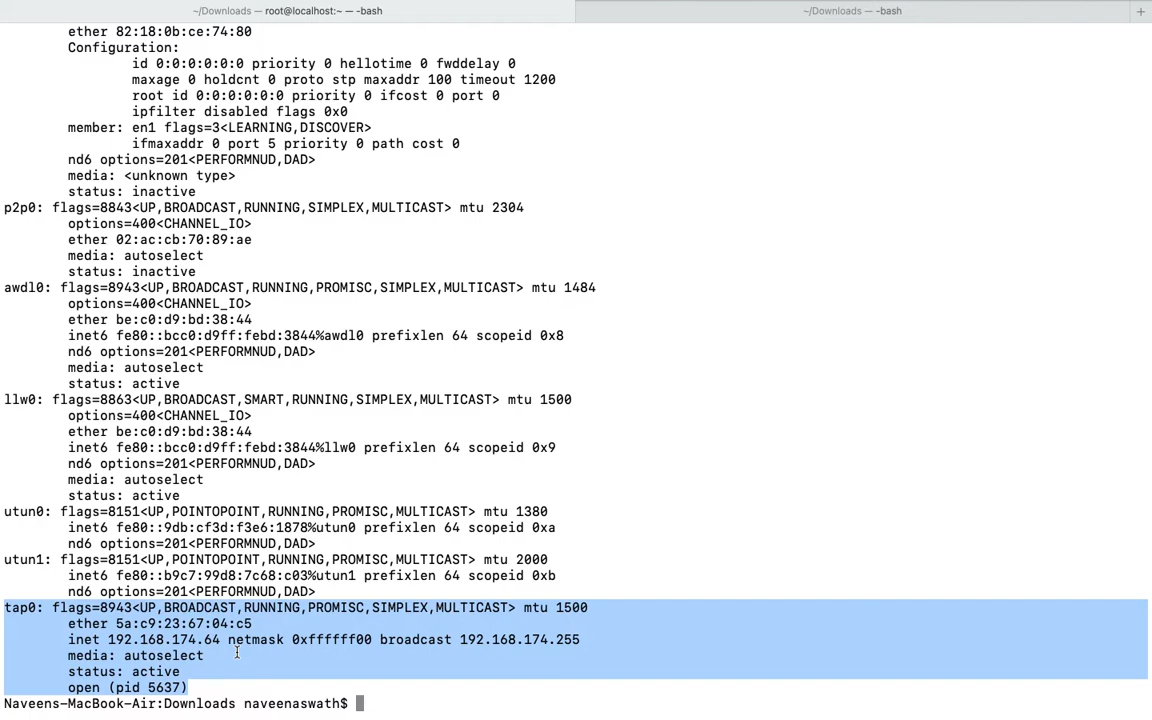 ~/Downloads — root@localhost:~ — -bash
~/Downloads — -bash
+
ether 82:18:0b:ce:74:80
Configuration:
id 0:0:0:0:0:0 priority 0 hellotime 0 fwddelay 0
maxage 0 holdcnt 0 proto stp maxaddr 100 timeout 1200
root id 0:0:0:0:0:0 priority 0 ifcost 0 port 0
ipfilter disabled flags 0x0
member: en1 flags=3<LEARNING,DISCOVER>
ifmaxaddr 0 port 5 priority 0 path cost 0
nd6 options=201<PERFORMNUD,DAD>
media: <unknown type>
status: inactive
p2p0: flags=8843<UP,BROADCAST,RUNNING,SIMPLEX,MULTICAST> mtu 2304
options=400<CHANNEL_IO>
ether 02:ac:cb:70:89:ae
media: autoselect
status: inactive
awdl0: flags=8943<UP,BROADCAST,RUNNING,PROMISC,SIMPLEX,MULTICAST> mtu 1484
options=400<CHANNEL_IO>
ether be:c0:d9:bd:38:44
inet6 fe80::bcc0:d9ff:febd:3844%awdl0 prefixlen 64 scopeid 0x8
nd6 options=201<PERFORMNUD,DAD>
media: autoselect
status: active
llw0: flags=8863<UP,BROADCAST,SMART,RUNNING,SIMPLEX,MULTICAST> mtu 1500
options=400<CHANNEL_IO>
ether be:c0:d9:bd:38:44
inet6 fe80::bcc0:d9ff:febd:3844%llw0 prefixlen 64 scopeid 0x9
nd6 options=201<PERFORMNUD,DAD>
media: autoselect
status: active
utun0: flags=8151<UP,POINTOPOINT,RUNNING,PROMISC,MULTICAST> mtu 1380
inet6 fe80::9db:cf3d:f3e6:1878%utun0 prefixlen 64 scopeid 0xa
nd6 options=201<PERFORMNUD,DAD>
utun1: flags=8151<UP,POINTOPOINT,RUNNING,PROMISC,MULTICAST> mtu 2000
inet6 fe80::b9c7:99d8:7c68:c03%utun1 prefixlen 64 scopeid 0xb
nd6 options=201<PERFORMNUD,DAD>
tap0: flags=8943<UP,BROADCAST,RUNNING,PROMISC,SIMPLEX,MULTICAST> mtu 1500
ether 5a:c9:23:67:04:c5
inet 192.168.174.64 netmask 0xffffff00 broadcast 192.168.174.255
media: autoselect
status: active
open (pid 5637)
Naveens-MacBook-Air:Downloads naveenaswath$